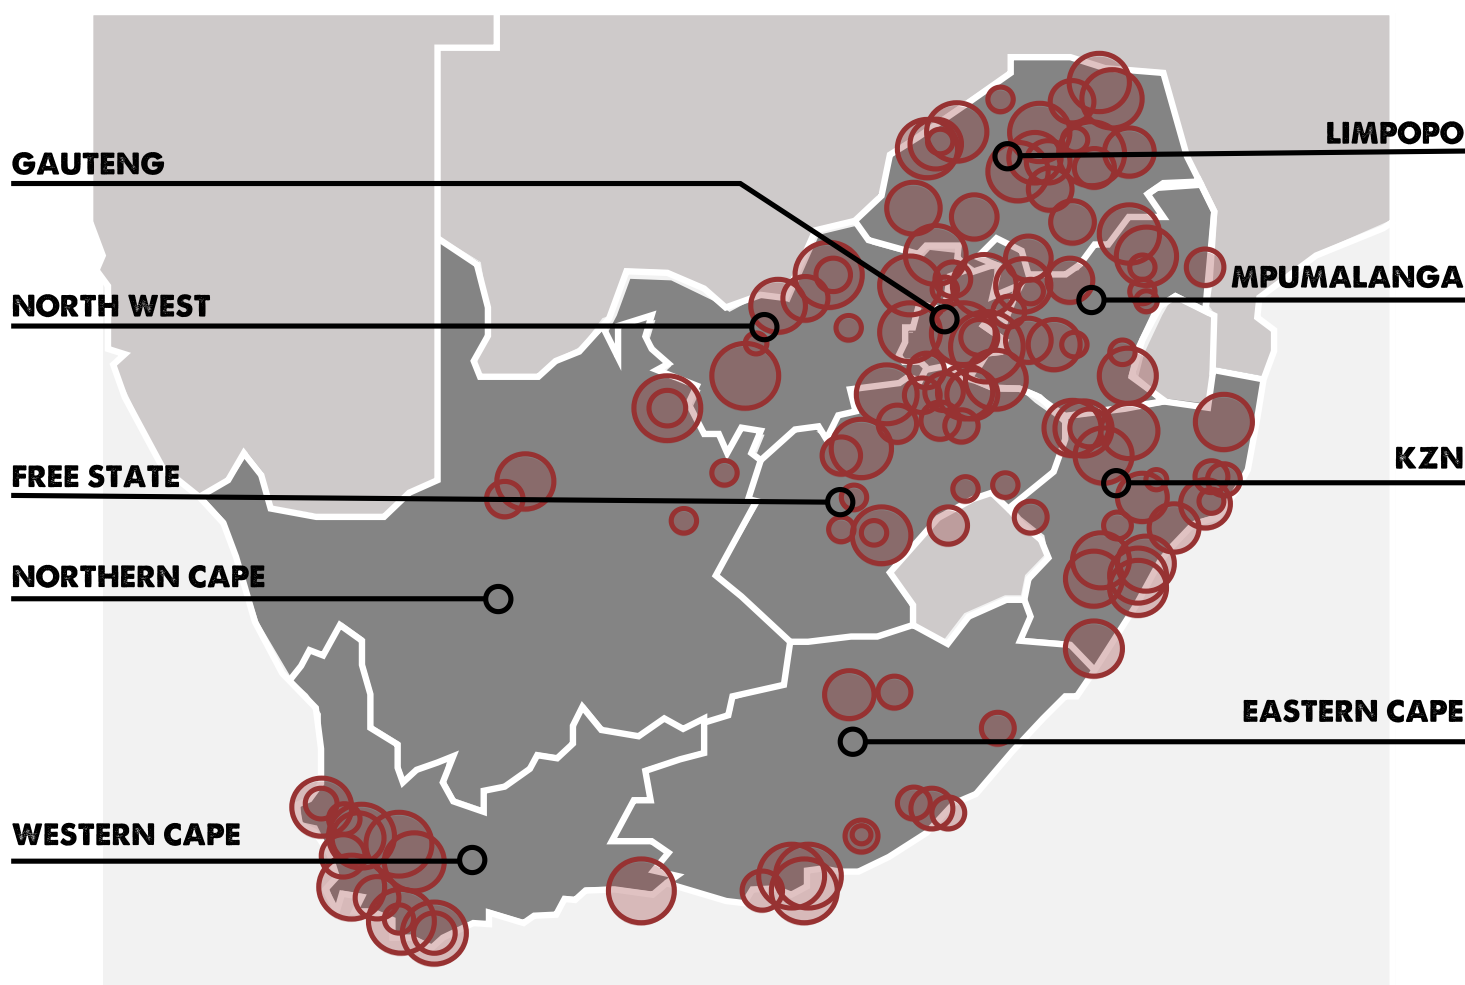 LIMPOPO
GAUTENG
MPUMALANGA
NORTH WEST
KZN
FREE STATE
NORTHERN CAPE
EASTERN CAPE
WESTERN CAPE